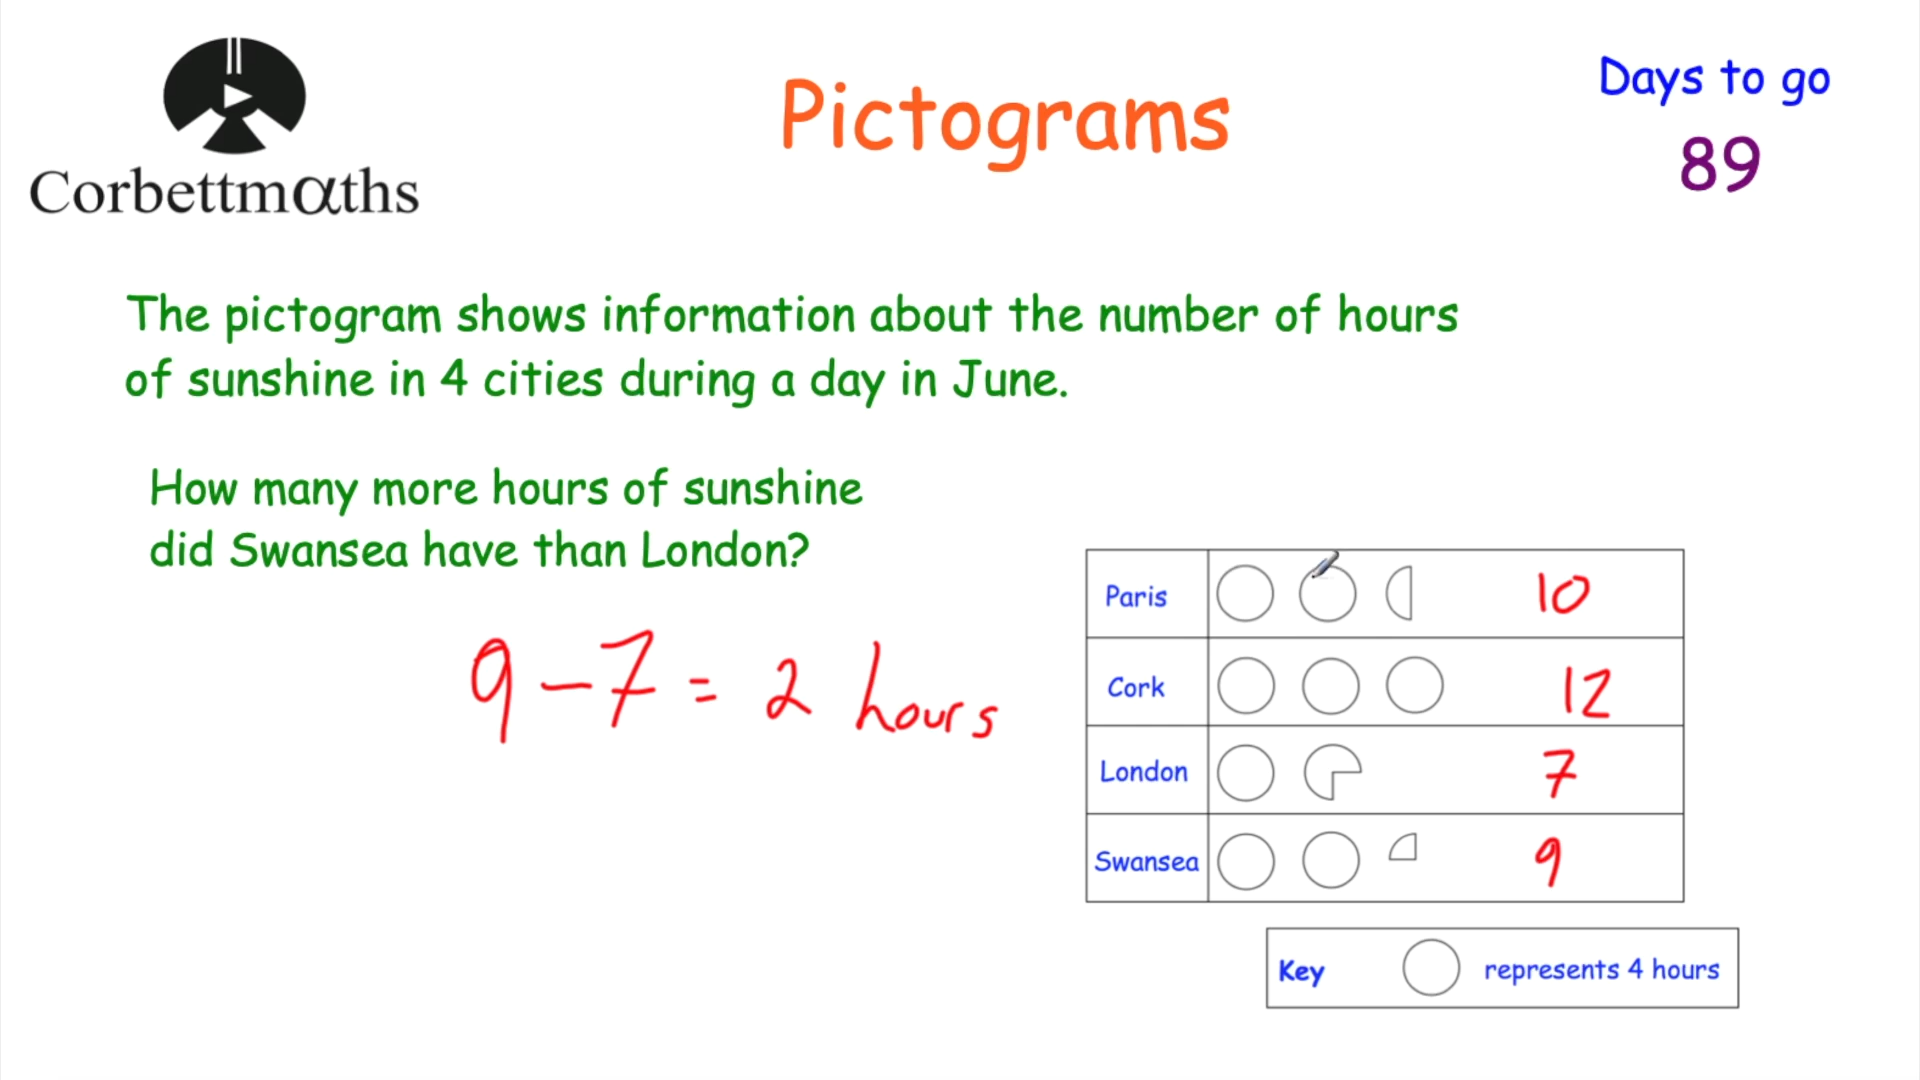 Corbettmαths
Pictograms
Days to go
89
The pictogram shows information about the number of hours
of sunshine in 4 cities during a day in June.
How many more hours of sunshine
did Swansea have than London?
9 - 7 = 2 hours
Paris 10
Cork 12
London 7
Swansea 9
Key represents 4 hours